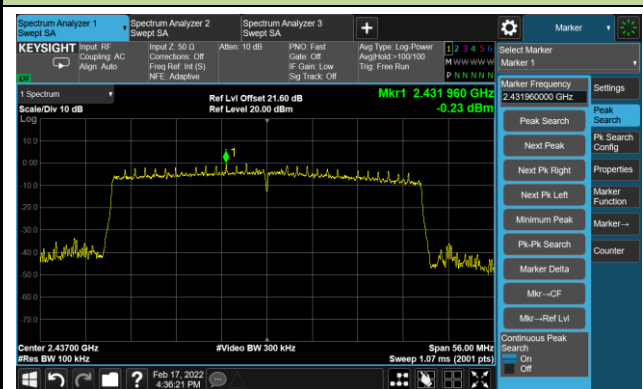 Spectrum Analyzer 1
Swept SA
Spectrum Analyzer 2
Swept SA
Spectrum Analyzer 3
Swept SA
+
Marker
KEYSIGHT
Input: RF
Coupling: AC
Align: Auto
Input Z: 50 Ω
Corrections: Off
Freq Ref: Int (S)
NFE: Adaptive
Atten: 10 dB
PNO: Fast
Gate: Off
IF Gain: Low
Sig Track: Off
Avg Type: Log-Power
Avg|Hold >100/100
Trig: Free Run
1 2 3 4 5 6
M W W W W W
P N N N N N
Select Marker
Marker 1
1 Spectrum
Scale/Div 10 dB
Log
Ref Lvl Offset 21.60 dB
Ref Level 20.00 dBm
Mkr1 2.431 960 GHz
-0.23 dBm
10.0
0.00
-10.0
-20.0
-30.0
-40.0
-50.0
-60.0
-70.0
1
Center 2.43700 GHz
#Res BW 100 kHz
#Video BW 300 kHz
Span 56.00 MHz
Sweep 1.07 ms (2001 pts)
Marker Frequency
2.431960000 GHz
Peak Search
Next Peak
Next Pk Right
Next Pk Left
Minimum Peak
Pk-Pk Search
Marker Delta
Mkr→CF
Mkr→Ref Lvl
Continuous Peak
Search
On
Off
Settings
Peak
Search
Pk Search
Config
Properties
Marker
Function
Marker→
Counter
?
Feb 17, 2022
4:36:21 PM